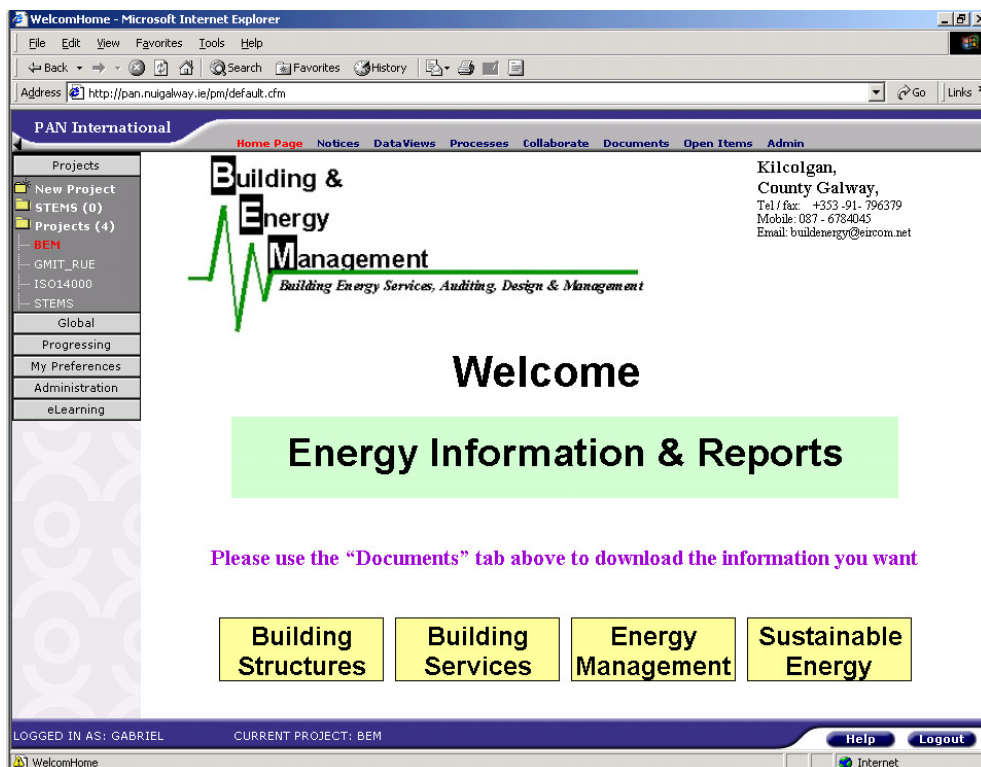 WelcomHome - Microsoft Internet Explorer
File Edit View Favorites Tools Help
Back Search Favorites History
Address http://pan.nuigalway.ie/pm/default.cfm Go Links
PAN International
Home Page Notices DataViews Processes Collaborate Documents Open Items Admin
Projects
New Project
STEMS (0)
Projects (4)
BEM
GMIT_RUE
ISO14000
STEMS
Global
Progressing
My Preferences
Administration
eLearning
Building &
Energy
Management
Building Energy Services, Auditing, Design & Management
Kilcolgan,
County Galway,
Tel / fax: +353 -91- 796379
Mobile: 087 - 6784045
Email: buildenergy@eircom.net
Welcome
Energy Information & Reports
Please use the “Documents” tab above to download the information you want
Building
Structures
Building
Services
Energy
Management
Sustainable
Energy
LOGGED IN AS: GABRIEL CURRENT PROJECT: BEM Help Logout
WelcomHome Internet